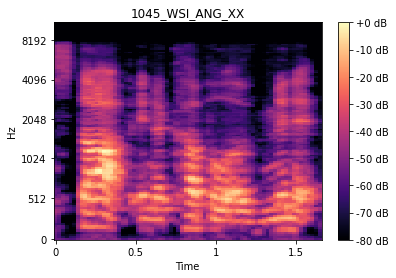 1045_WSI_ANG_XX
+0 dB
8192
-10 dB
4096
-20 dB
-30 dB
2048
-40 dB
Hz
1024
-50 dB
-60 dB
512
-70 dB
0
-80 dB
0
0.5
1
1.5
Time